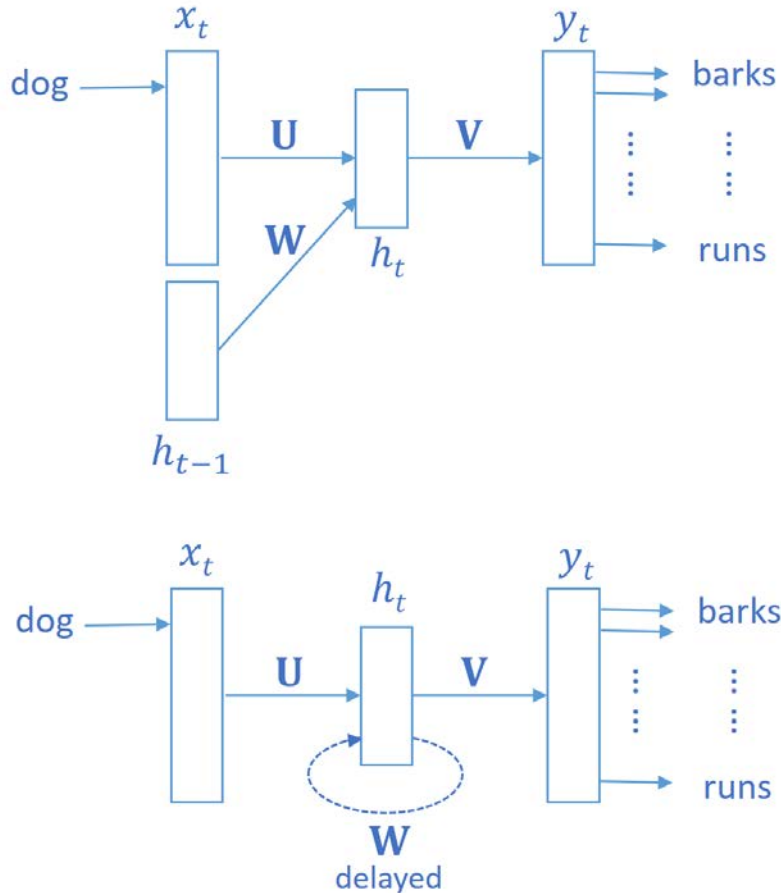 x_t y_t
dog barks
U V
⋮ ⋮
⋮ ⋮
W
h_t runs
h_{t-1}
x_t h_t y_t
dog barks
U V
⋮ ⋮
⋮ ⋮
runs
W
delayed